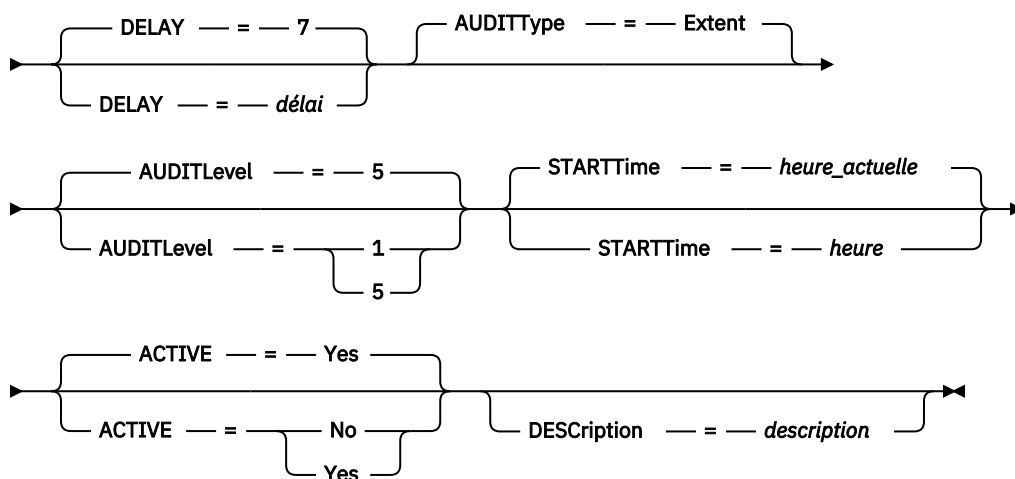 DELAY = 7
AUDITType = Extent
DELAY = délai
AUDITLevel = 5
STARTTime = heure_actuelle
AUDITLevel = 1
STARTTime = heure
5
ACTIVE = Yes
ACTIVE = No
DESCription = description
Yes